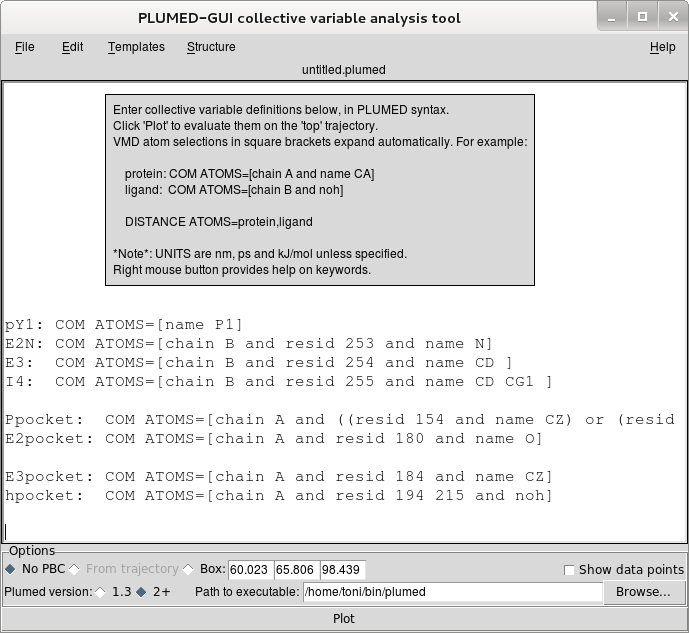 PLUMED-GUI collective variable analysis tool
File Edit Templates Structure Help
untitled.plumed
Enter collective variable definitions below, in PLUMED syntax.
Click 'Plot' to evaluate them on the 'top' trajectory.
VMD atom selections in square brackets expand automatically. For example:
protein: COM ATOMS=[chain A and name CA]
ligand: COM ATOMS=[chain B and noh]
DISTANCE ATOMS=protein,ligand
*Note*: UNITS are nm, ps and kJ/mol unless specified.
Right mouse button provides help on keywords.
pY1: COM ATOMS=[name P1]
E2N: COM ATOMS=[chain B and resid 253 and name N]
E3: COM ATOMS=[chain B and resid 254 and name CD ]
I4: COM ATOMS=[chain B and resid 255 and name CD CG1 ]
Ppocket: COM ATOMS=[chain A and ((resid 154 and name CZ) or (resid
E2pocket: COM ATOMS=[chain A and resid 180 and name O]
E3pocket: COM ATOMS=[chain A and resid 184 and name CZ]
hpocket: COM ATOMS=[chain A and resid 194 215 and noh]
Options
No PBC From trajectory Box: 60.023 65.806 98.439 Show data points
Plumed version: 1.3 2+ Path to executable: /home/toni/bin/plumed Browse...
Plot